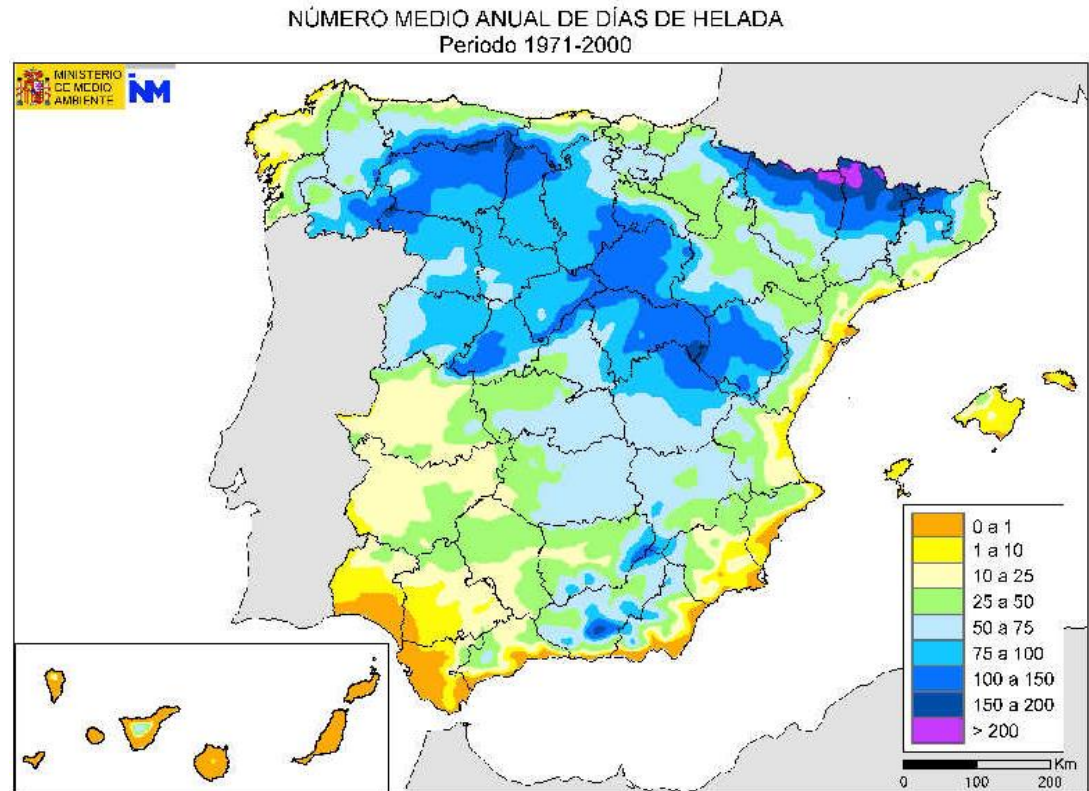 NÚMERO MEDIO ANUAL DE DÍAS DE HELADA
Periodo 1971-2000
MINISTERIO
DE MEDIO
AMBIENTE
INM
0 a 1
1 a 10
10 a 25
25 a 50
50 a 75
75 a 100
100 a 150
150 a 200
> 200
Km
0 100 200